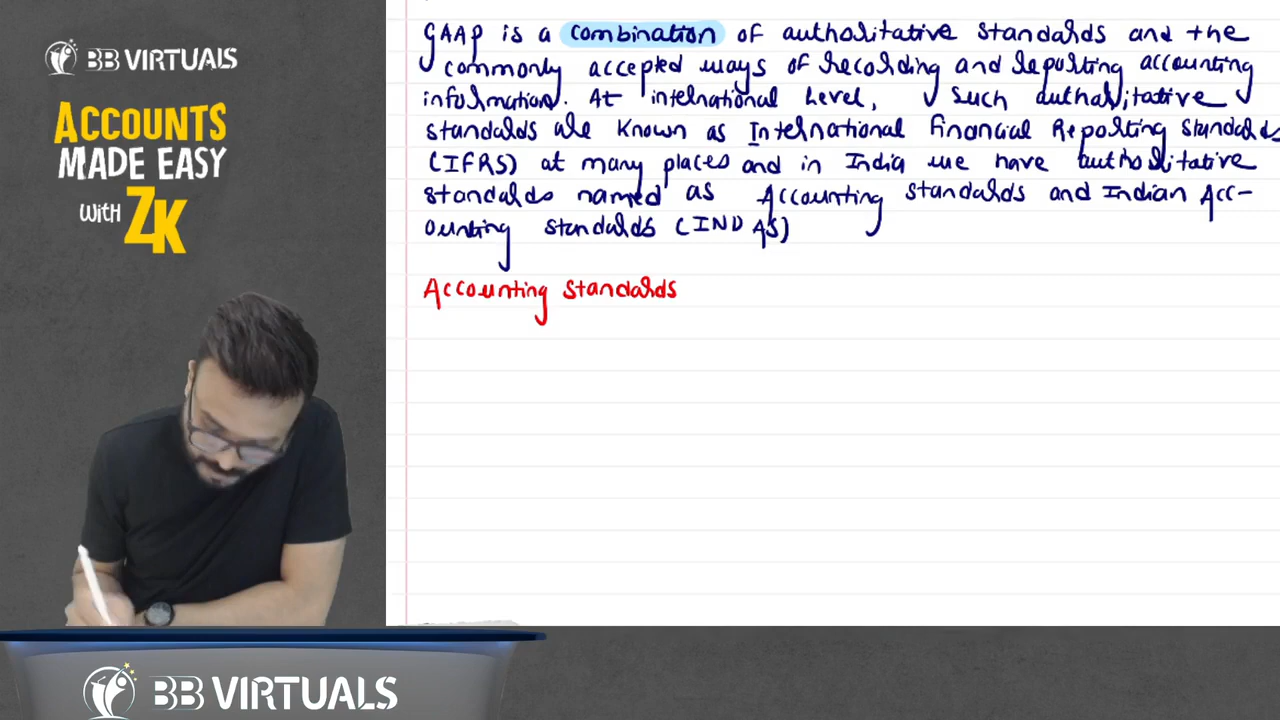 BB VIRTUALS
ACCOUNTS
MADE EASY
WITH ZK
GAAP is a combination of authoritative standards and the
commonly accepted ways of recording and reporting accounting
information. At international level, such authoritative
standards are known as International Financial Reporting standards
(IFRS) at many places and in India we have authoritative
standards named as Accounting standards and Indian Acc-
ounting standards (IND AS)
Accounting standards
BB VIRTUALS